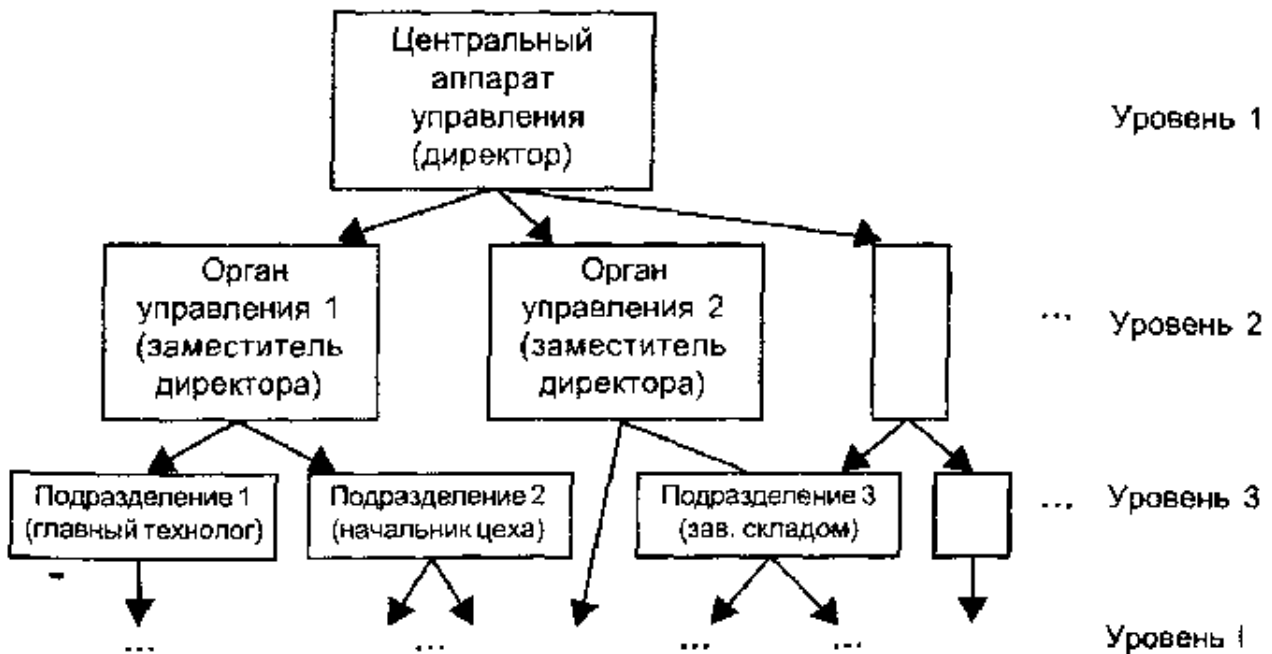 Центральный
аппарат
управления
(директор)
Уровень 1
Орган
управления 1
(заместитель
директора)
Орган
управления 2
(заместитель
директора)
... Уровень 2
Подразделение 1
(главный технолог)
Подразделение 2
(начальник цеха)
Подразделение 3
(зав. складом)
... Уровень 3
... ... ... ... Уровень I